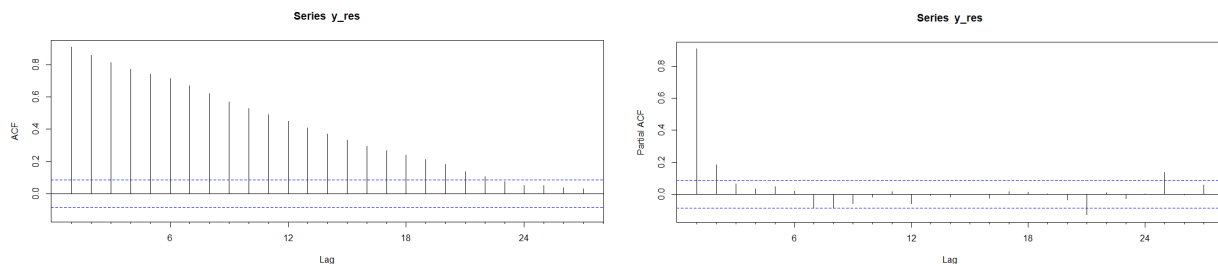 Series y_res
ACF
0.0 0.2 0.4 0.6 0.8
6 12 18 24
Lag
Series y_res
Partial ACF
0.0 0.2 0.4 0.6 0.8
6 12 18 24
Lag